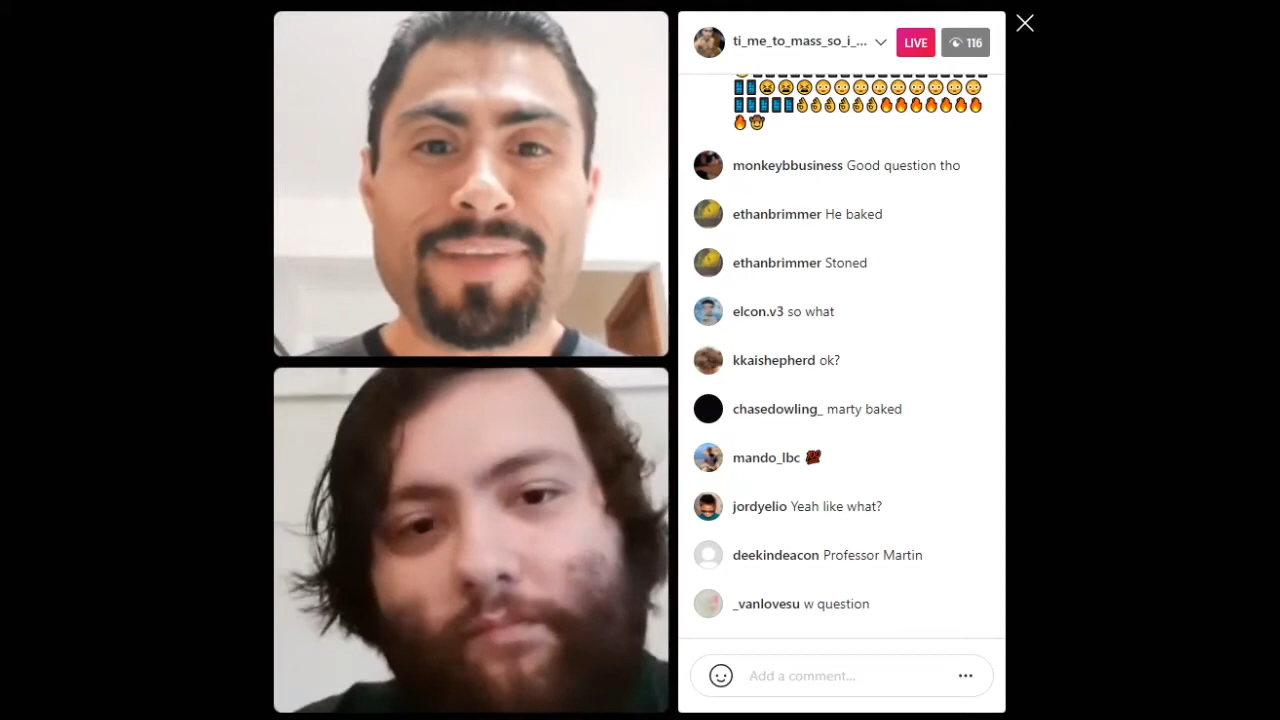 ti_me_to_mass_so_i_...
LIVE
116
monkeybbusiness Good question tho
ethanbrimmer He baked
ethanbrimmer Stoned
elcon.v3 so what
kkaishepherd ok?
chasedowling_ marty baked
mando_lbc 💯
jordyelio Yeah like what?
deekindeacon Professor Martin
_vanlovesu w question
Add a comment...